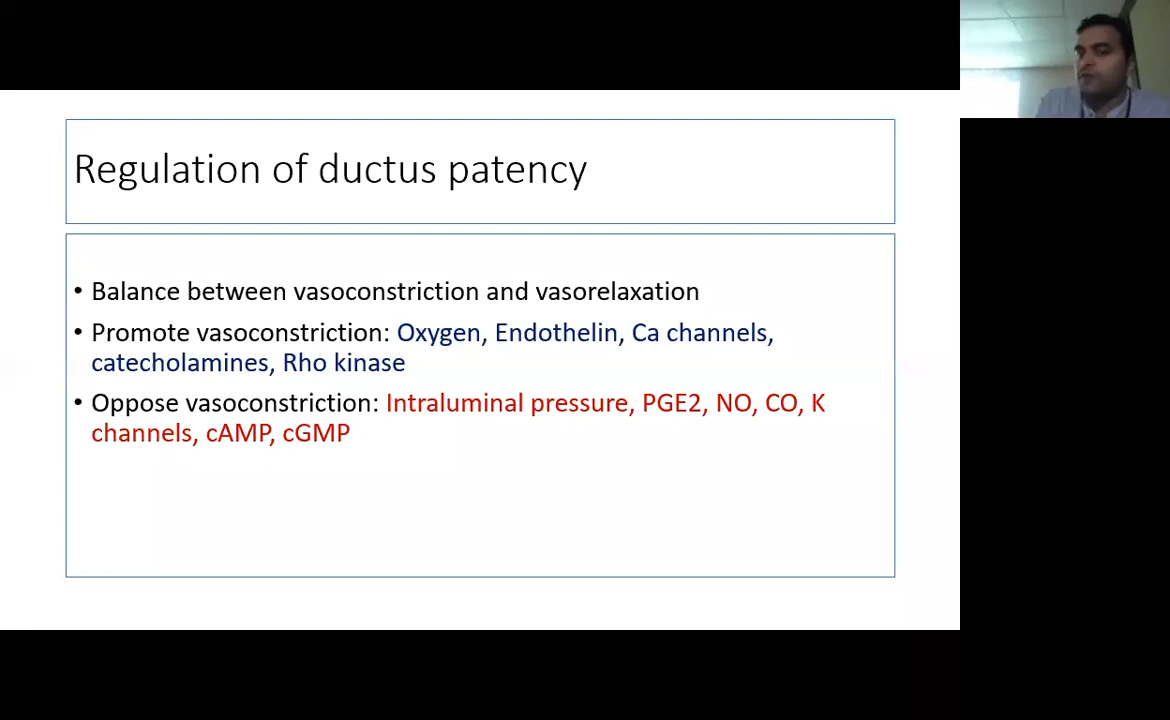 Regulation of ductus patency
• Balance between vasoconstriction and vasorelaxation
• Promote vasoconstriction: Oxygen, Endothelin, Ca channels,
catecholamines, Rho kinase
• Oppose vasoconstriction: Intraluminal pressure, PGE2, NO, CO, K
channels, cAMP, cGMP